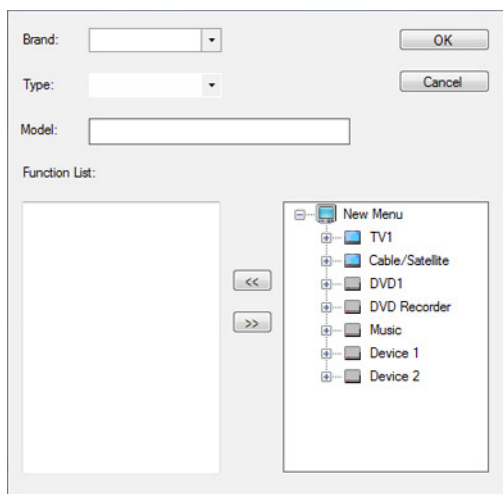 Brand:
OK
Type:
Cancel
Model:
Function List:
New Menu
TV1
Cable/Satellite
<<
DVD1
DVD Recorder
>>
Music
Device 1
Device 2